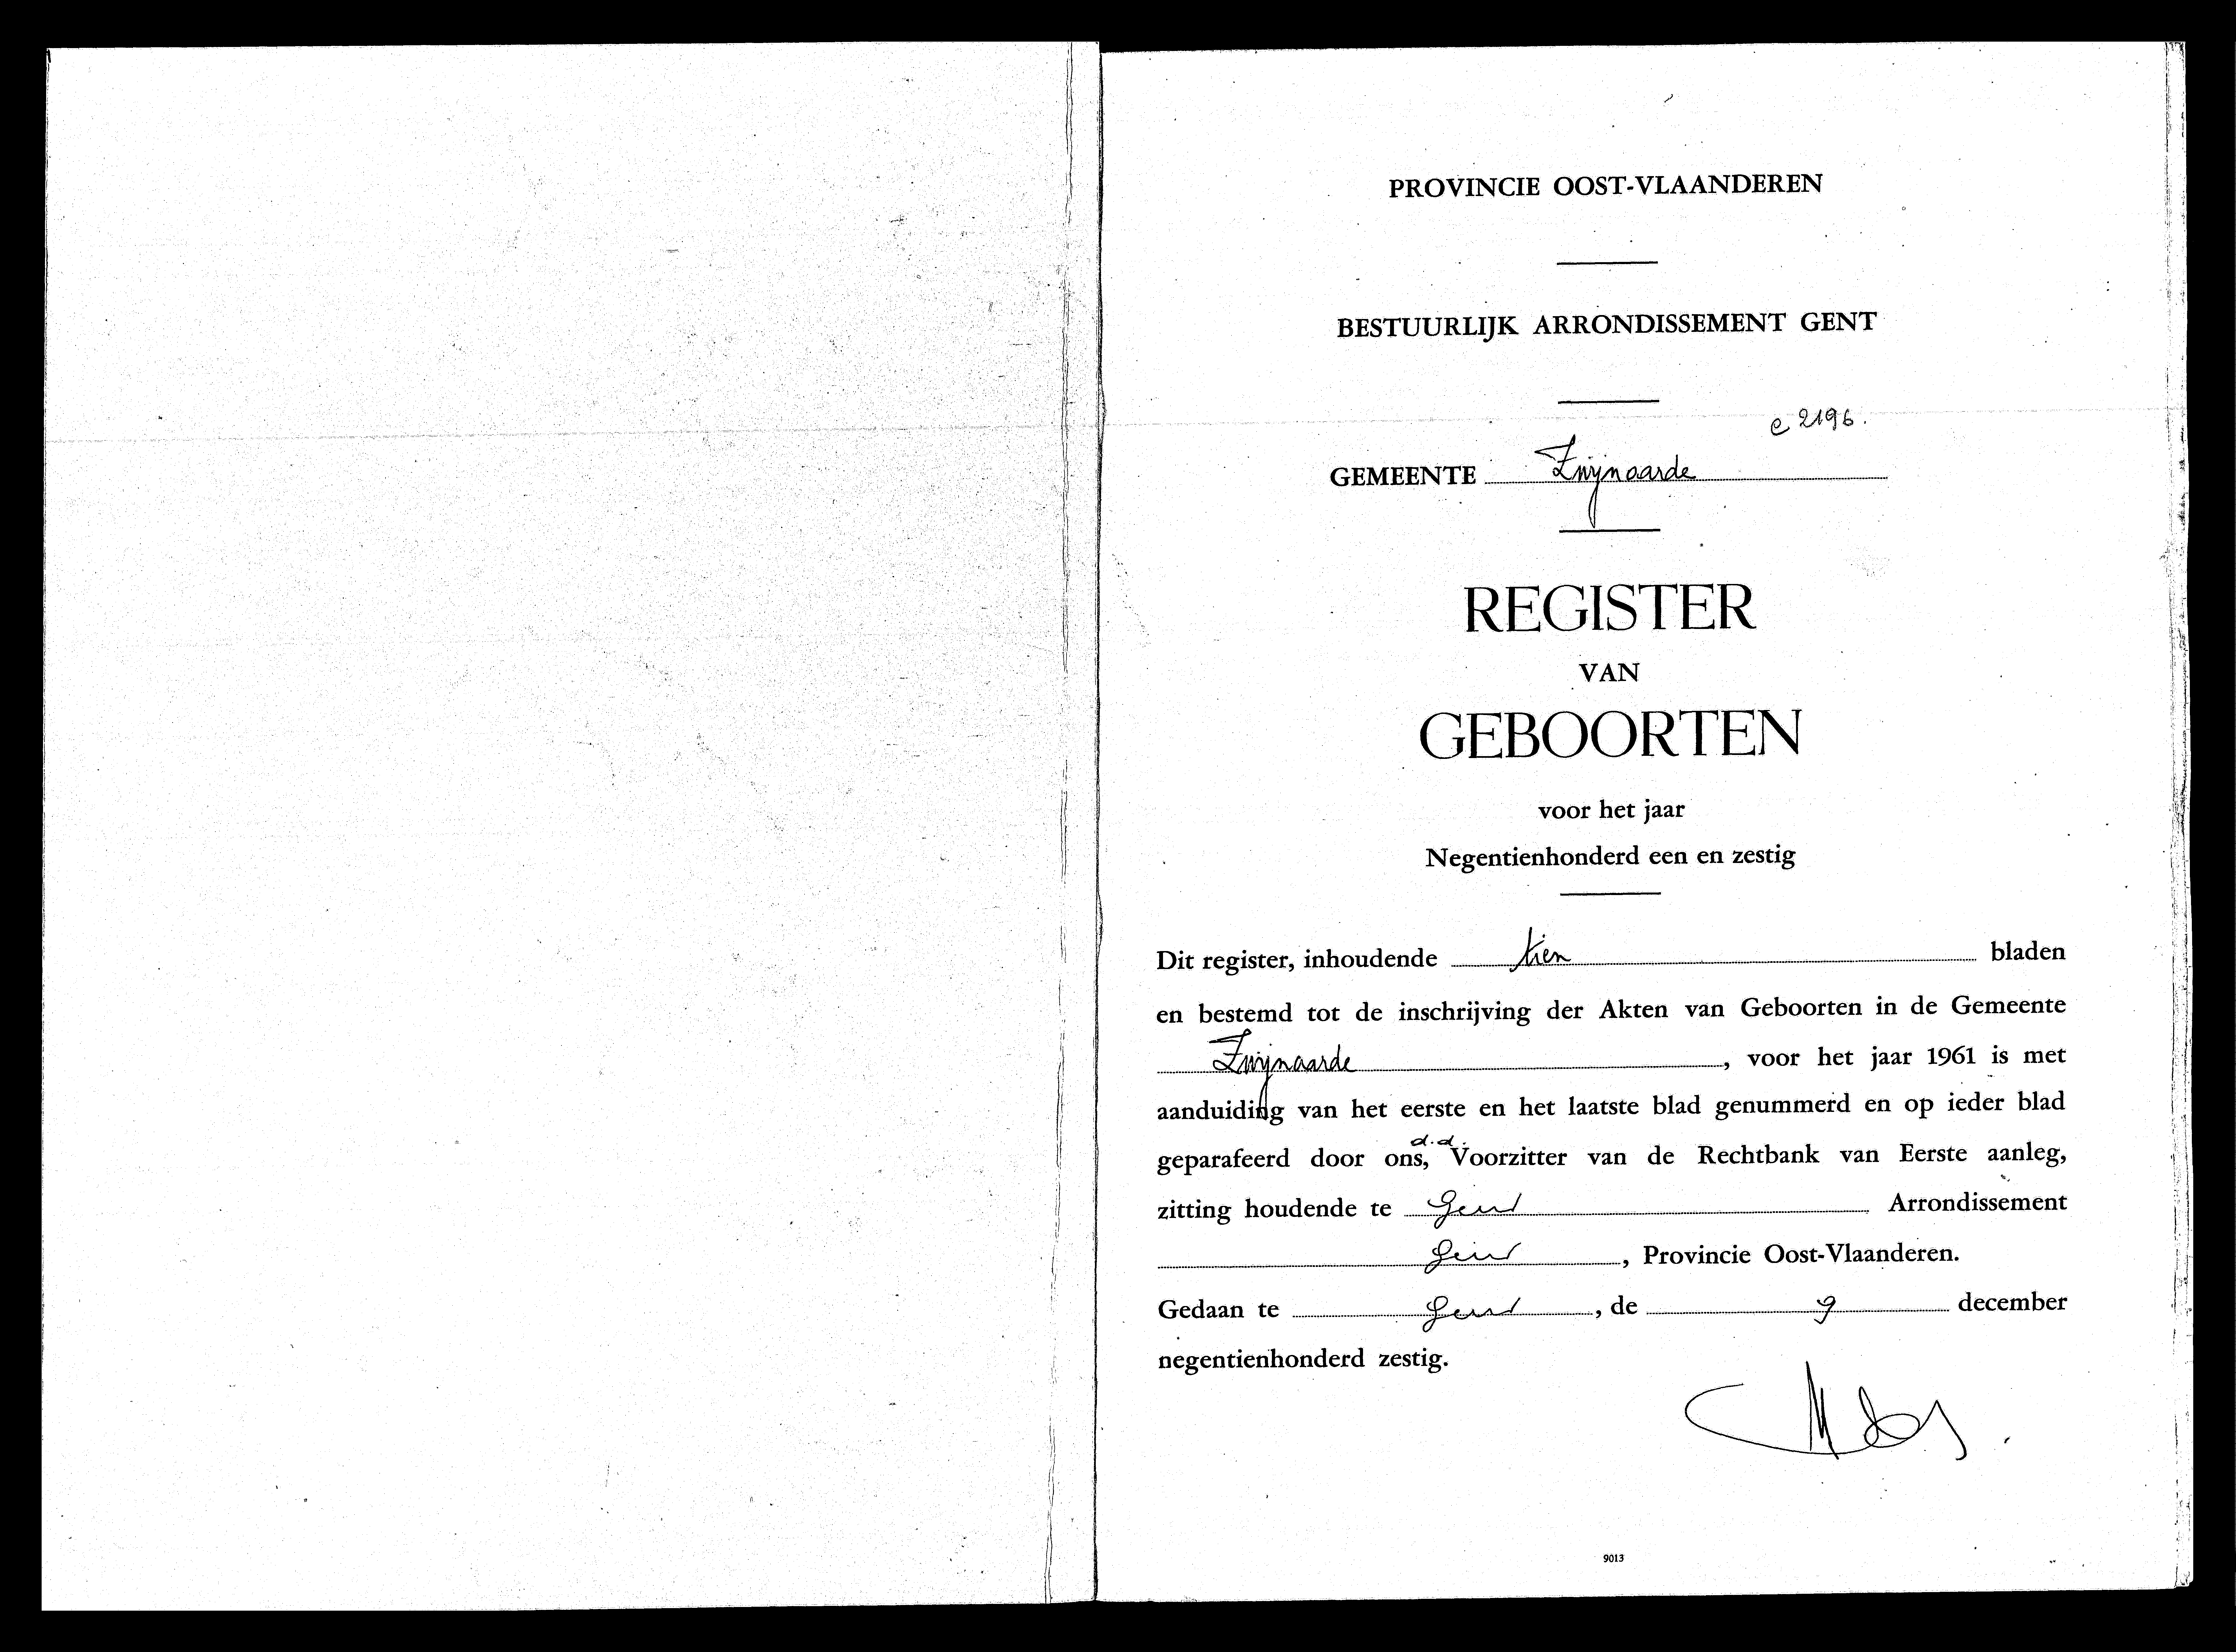 PROVINCIE OOST-VLAANDEREN
BESTUURLIJK ARRONDISSEMENT GENT
e 2196.
GEMEENTE Zwijnaarde
REGISTER
VAN
GEBOORTEN
voor het jaar
Negentienhonderd een en zestig
Dit register, inhoudende tien bladen
en bestemd tot de inschrijving der Akten van Geboorten in de Gemeente
Zwijnaarde, voor het jaar 1961 is met
aanduiding van het eerste en het laatste blad genummerd en op ieder blad
d.d.
geparafeerd door ons, Voorzitter van de Rechtbank van Eerste aanleg,
zitting houdende te Gent Arrondissement
Gent, Provincie Oost-Vlaanderen.
Gedaan te Gent, de 9 december
negentienhonderd zestig.
9013